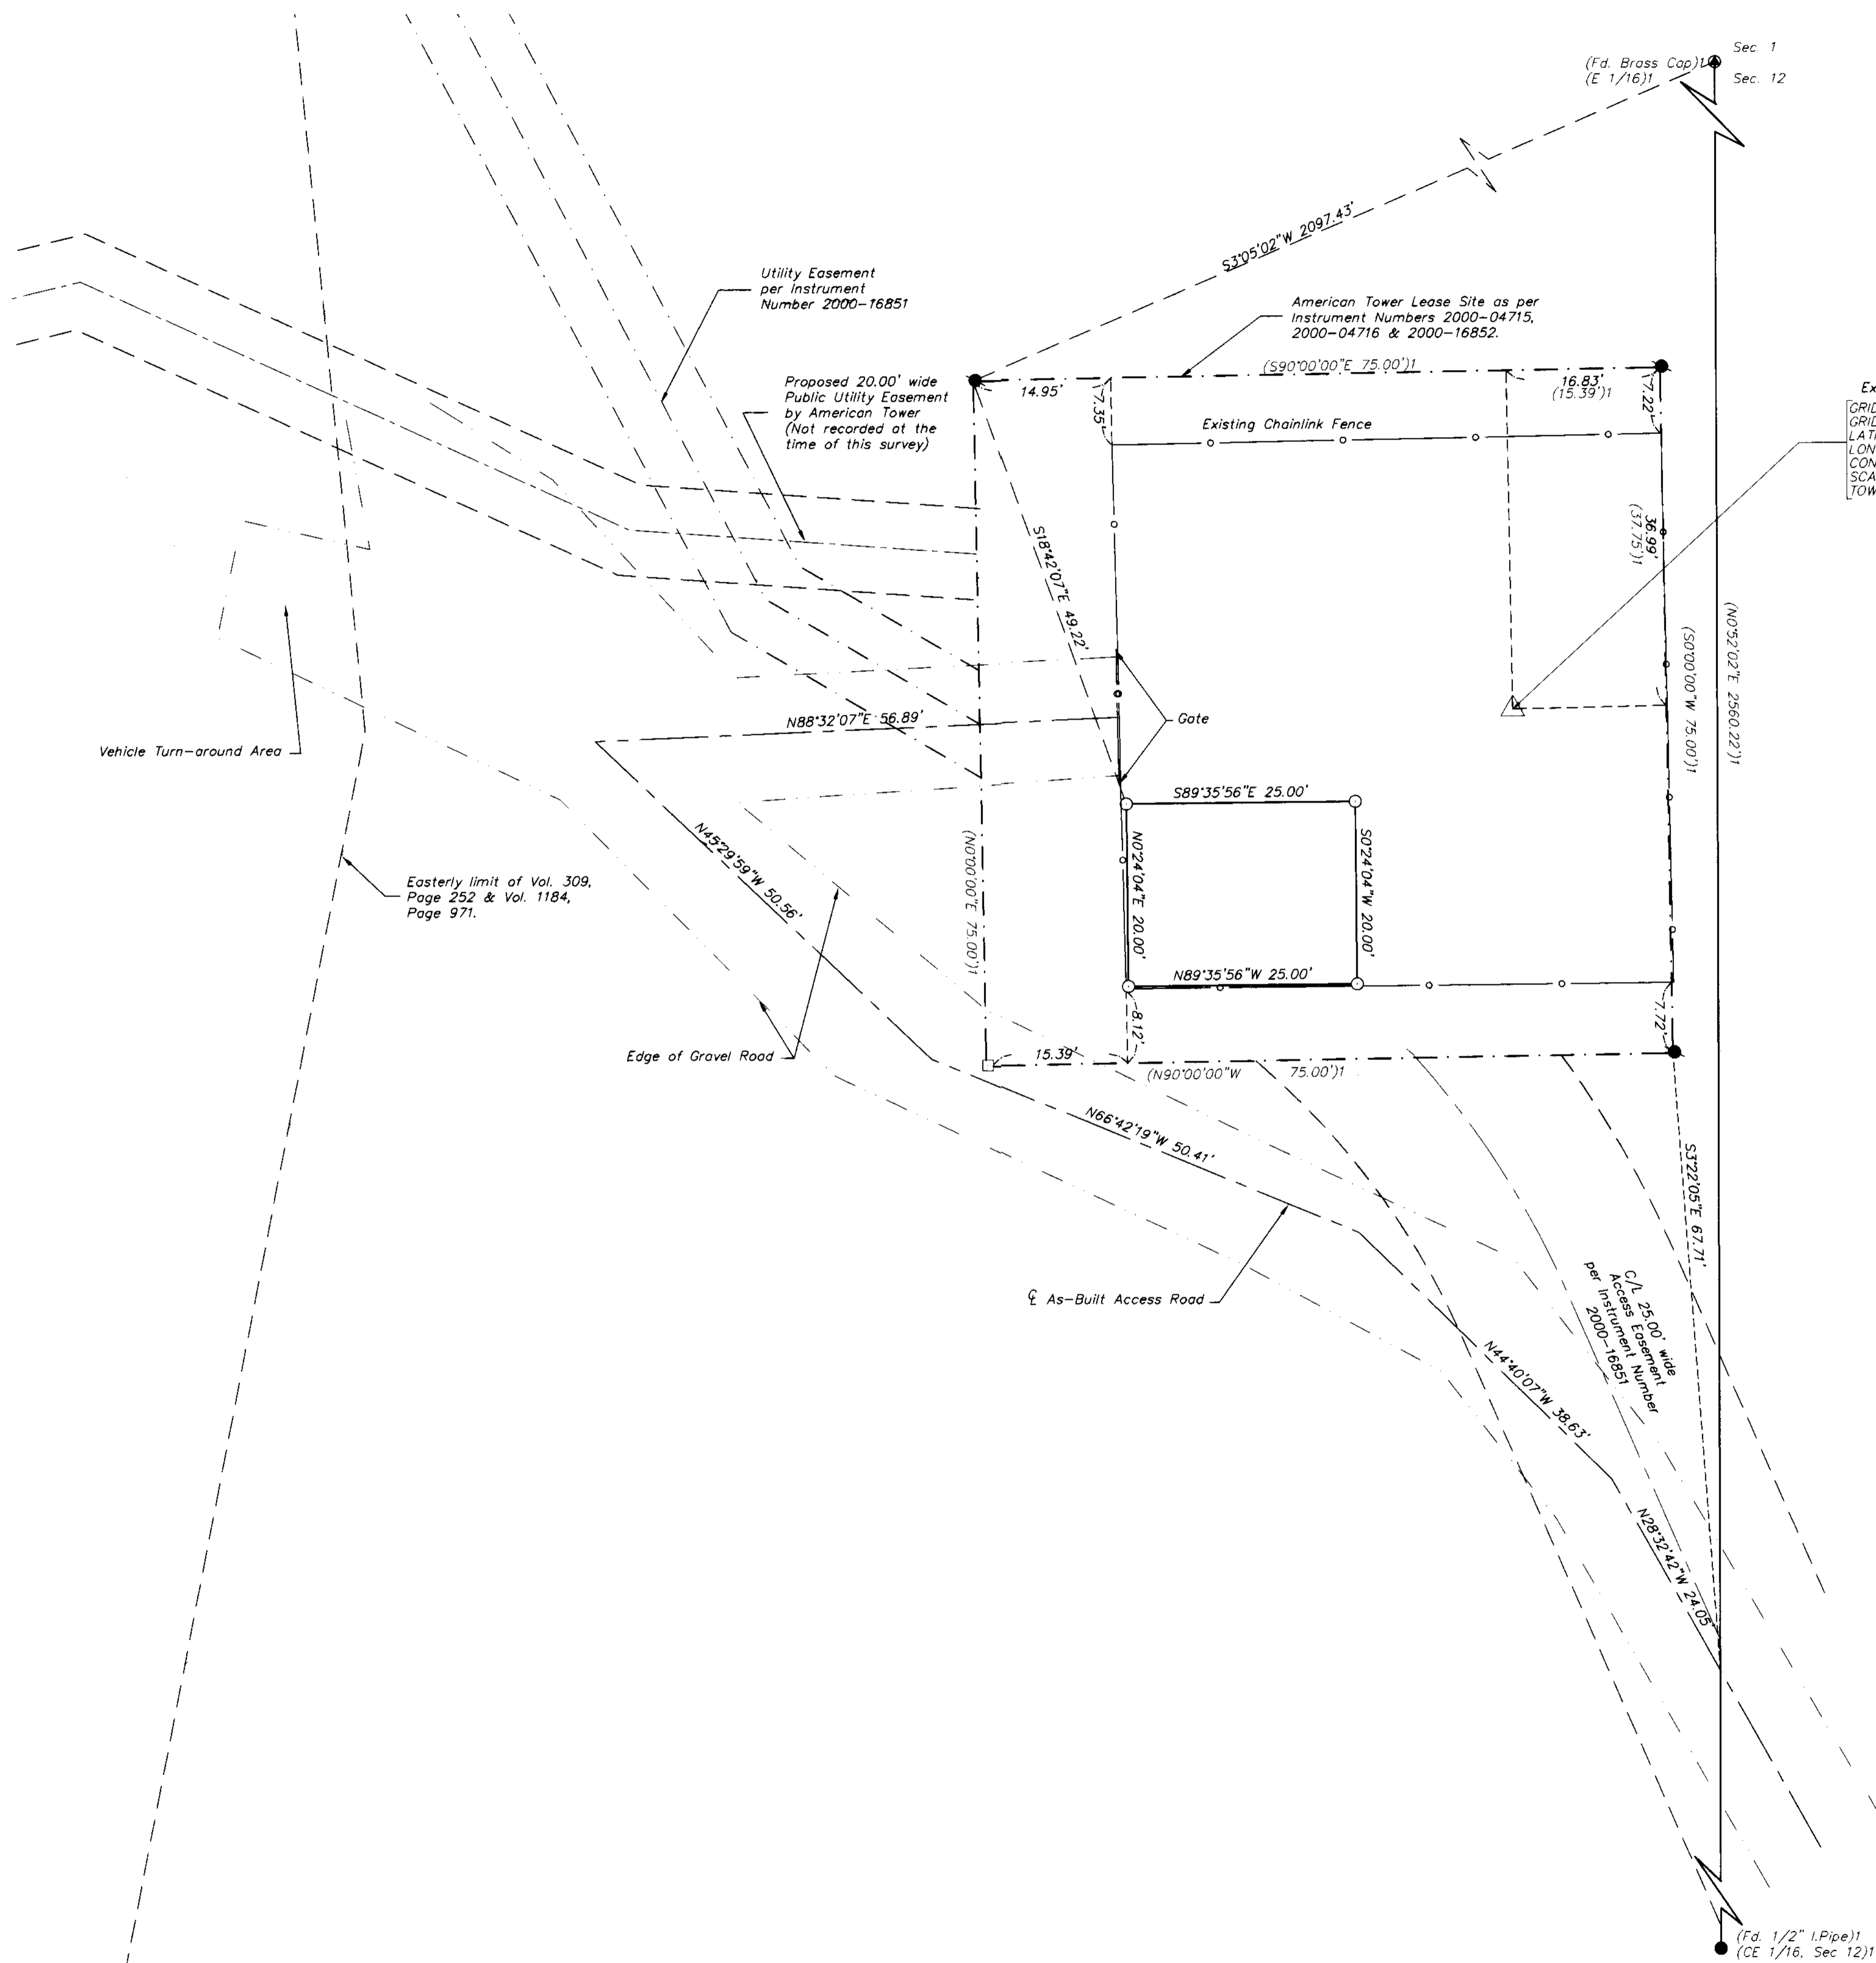 Sec. 1
(Fd. Brass Cap)1
(E 1/16)1
Sec. 12
S3°05'02"W 2097.43'
Utility Easement
per Instrument
Number 2000-16851
American Tower Lease Site as per
Instrument Numbers 2000-04715,
2000-04716 & 2000-16852.
(S90°00'00"E 75.00')1
Proposed 20.00' wide
Public Utility Easement
by American Tower
(Not recorded at the
time of this survey)
14.95'
7.35'
16.83'
(15.39')1
7.22'
Existing Chainlink Fence
S18°42'07"E 49.22'
36.99'
(37.75')1
(S0°00'00"W 75.00')1
(N0°52'02"E 2560.22')1
N88°32'07"E 56.89'
Gate
Vehicle Turn-around Area
S89°35'56"E 25.00'
N0°24'04"E 20.00'
S0°24'04"W 20.00'
N89°35'56"W 25.00'
(N0°00'00"E 75.00')1
N45°29'59"W 50.56'
Easterly limit of Vol. 309,
Page 252 & Vol. 1184,
Page 971.
Edge of Gravel Road
15.39'
8.12'
7.72'
(N90°00'00"W 75.00')1
N66°42'19"W 50.41'
S3°22'05"E 67.71'
℄ As-Built Access Road
C/L 25.00' wide
Access Easement
per Instrument Number
2000-16851
N44°40'07"W 38.63'
N28°32'42"W 24.05'
(Fd. 1/2" I.Pipe)1
(CE 1/16, Sec 12)1